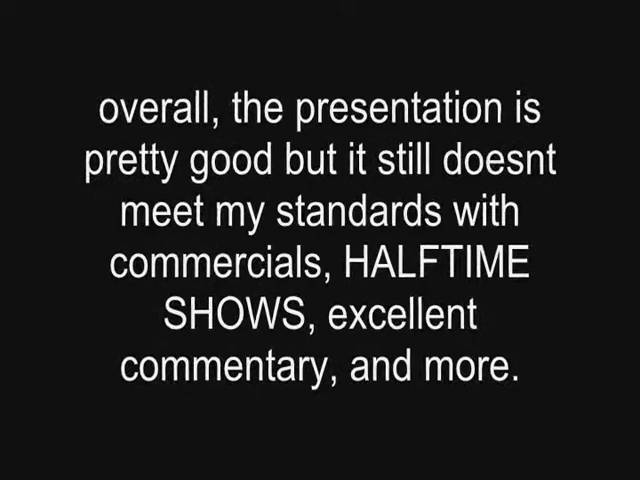 overall, the presentation is
pretty good but it still doesnt
meet my standards with
commercials, HALFTIME
SHOWS, excellent
commentary, and more.